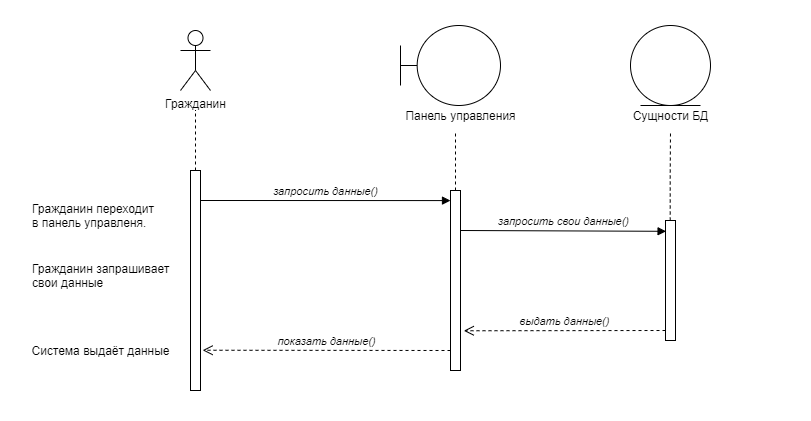 Гражданин
Панель управления
Сущности БД
запросить данные()
Гражданин переходит
в панель управленя.
запросить свои данные()
Гражданин запрашивает
свои данные
выдать данные()
показать данные()
Система выдаёт данные